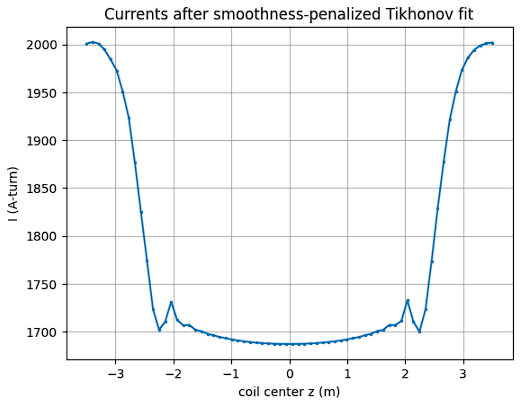 Currents after smoothness-penalized Tikhonov fit
2000
1950
1900
1850
1800
1750
1700
I (A-turn)
−3 −2 −1 0 1 2 3
coil center z (m)